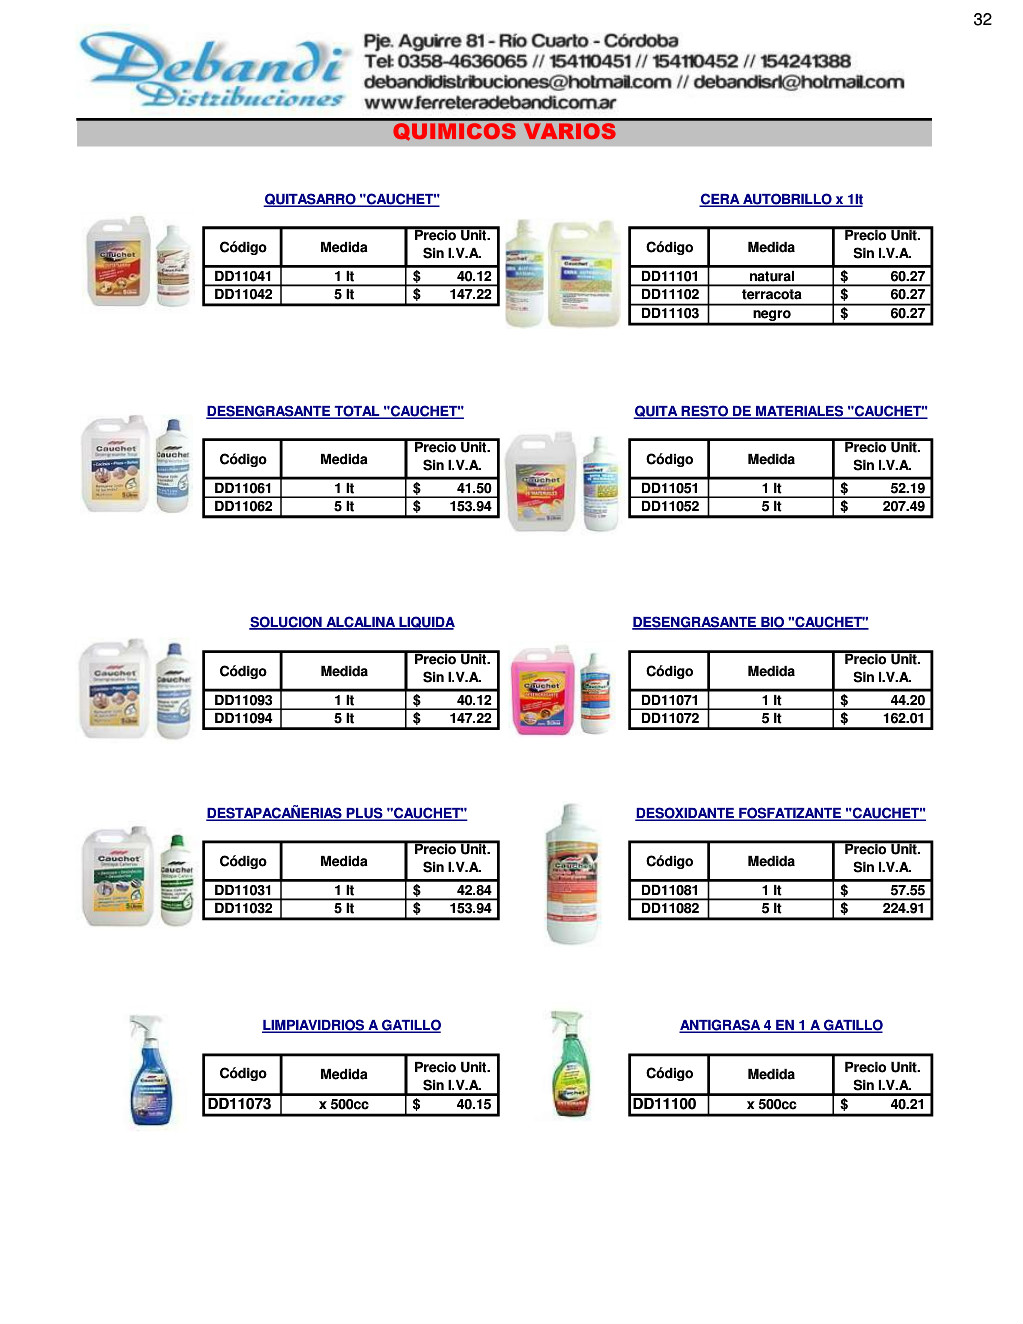 32
Debandi
Distribuciones
Pje. Aguirre 81 - Río Cuarto - Córdoba
Tel: 0358-4636065 // 154110451 // 154110452 // 154241388
debandidistribuciones@hotmail.com // debandisrl@hotmail.com
www.ferreteradebandi.com.ar
QUIMICOS VARIOS
QUITASARRO "CAUCHET"
Código Medida Precio Unit. Sin I.V.A.
DD11041 1 lt $ 40.12
DD11042 5 lt $ 147.22
CERA AUTOBRILLO x 1lt
Código Medida Precio Unit. Sin I.V.A.
DD11101 natural $ 60.27
DD11102 terracota $ 60.27
DD11103 negro $ 60.27
DESENGRASANTE TOTAL "CAUCHET"
Código Medida Precio Unit. Sin I.V.A.
DD11061 1 lt $ 41.50
DD11062 5 lt $ 153.94
QUITA RESTO DE MATERIALES "CAUCHET"
Código Medida Precio Unit. Sin I.V.A.
DD11051 1 lt $ 52.19
DD11052 5 lt $ 207.49
SOLUCION ALCALINA LIQUIDA
Código Medida Precio Unit. Sin I.V.A.
DD11093 1 lt $ 40.12
DD11094 5 lt $ 147.22
DESENGRASANTE BIO "CAUCHET"
Código Medida Precio Unit. Sin I.V.A.
DD11071 1 lt $ 44.20
DD11072 5 lt $ 162.01
DESTAPACAÑERIAS PLUS "CAUCHET"
Código Medida Precio Unit. Sin I.V.A.
DD11031 1 lt $ 42.84
DD11032 5 lt $ 153.94
DESOXIDANTE FOSFATIZANTE "CAUCHET"
Código Medida Precio Unit. Sin I.V.A.
DD11081 1 lt $ 57.55
DD11082 5 lt $ 224.91
LIMPIAVIDRIOS A GATILLO
Código Medida Precio Unit. Sin I.V.A.
DD11073 x 500cc $ 40.15
ANTIGRASA 4 EN 1 A GATILLO
Código Medida Precio Unit. Sin I.V.A.
DD11100 x 500cc $ 40.21